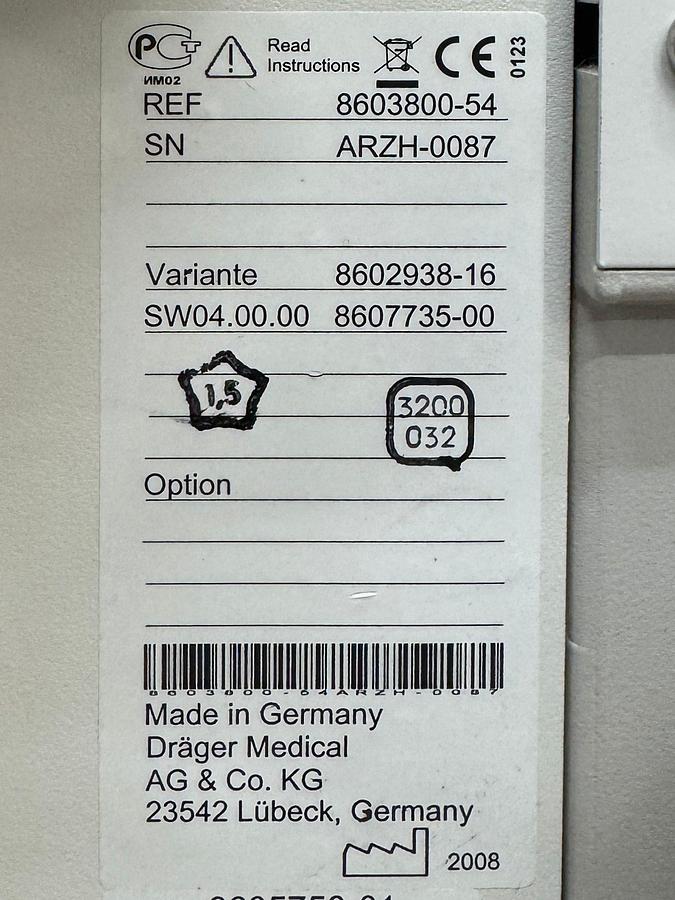 РСТ
ИМ02
Read
Instructions
0123
REF 8603800-54
SN ARZH-0087
Variante 8602938-16
SW04.00.00 8607735-00
1,5
3200
032
Option
8603800-54ARZH-0087
Made in Germany
Dräger Medical
AG & Co. KG
23542 Lübeck, Germany
2008